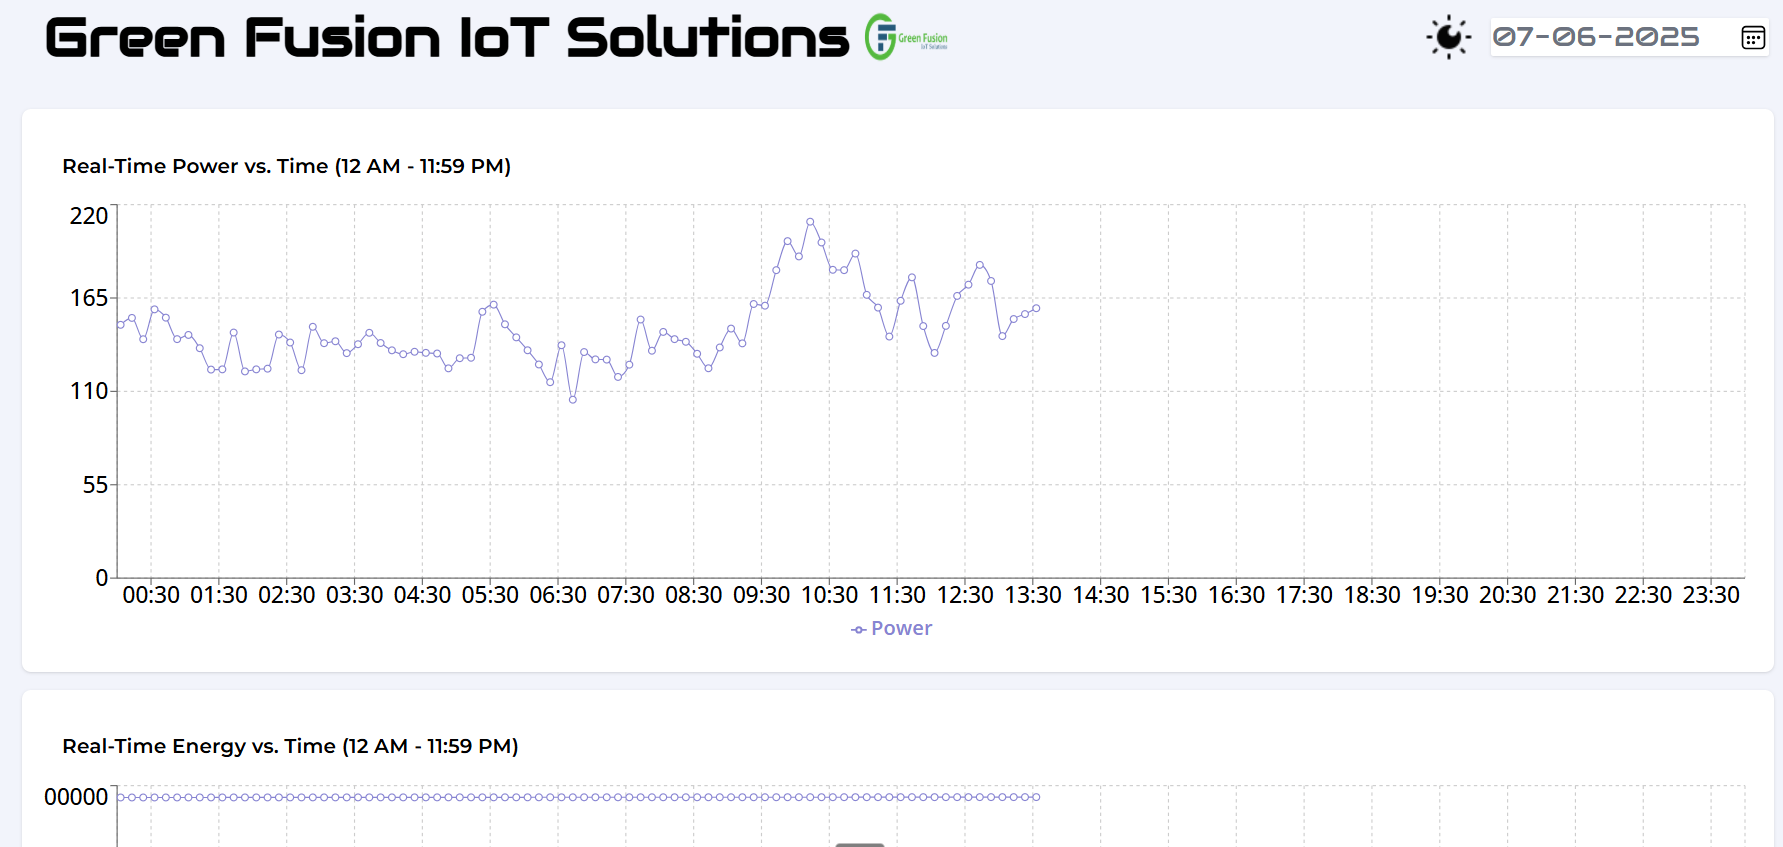 Green Fusion IoT Solutions
Green Fusion
IoT Solutions
07-06-2025
Real-Time Power vs. Time (12 AM - 11:59 PM)
220
165
110
55
0
00:30 01:30 02:30 03:30 04:30 05:30 06:30 07:30 08:30 09:30 10:30 11:30 12:30 13:30 14:30 15:30 16:30 17:30 18:30 19:30 20:30 21:30 22:30 23:30
Power
Real-Time Energy vs. Time (12 AM - 11:59 PM)
00000